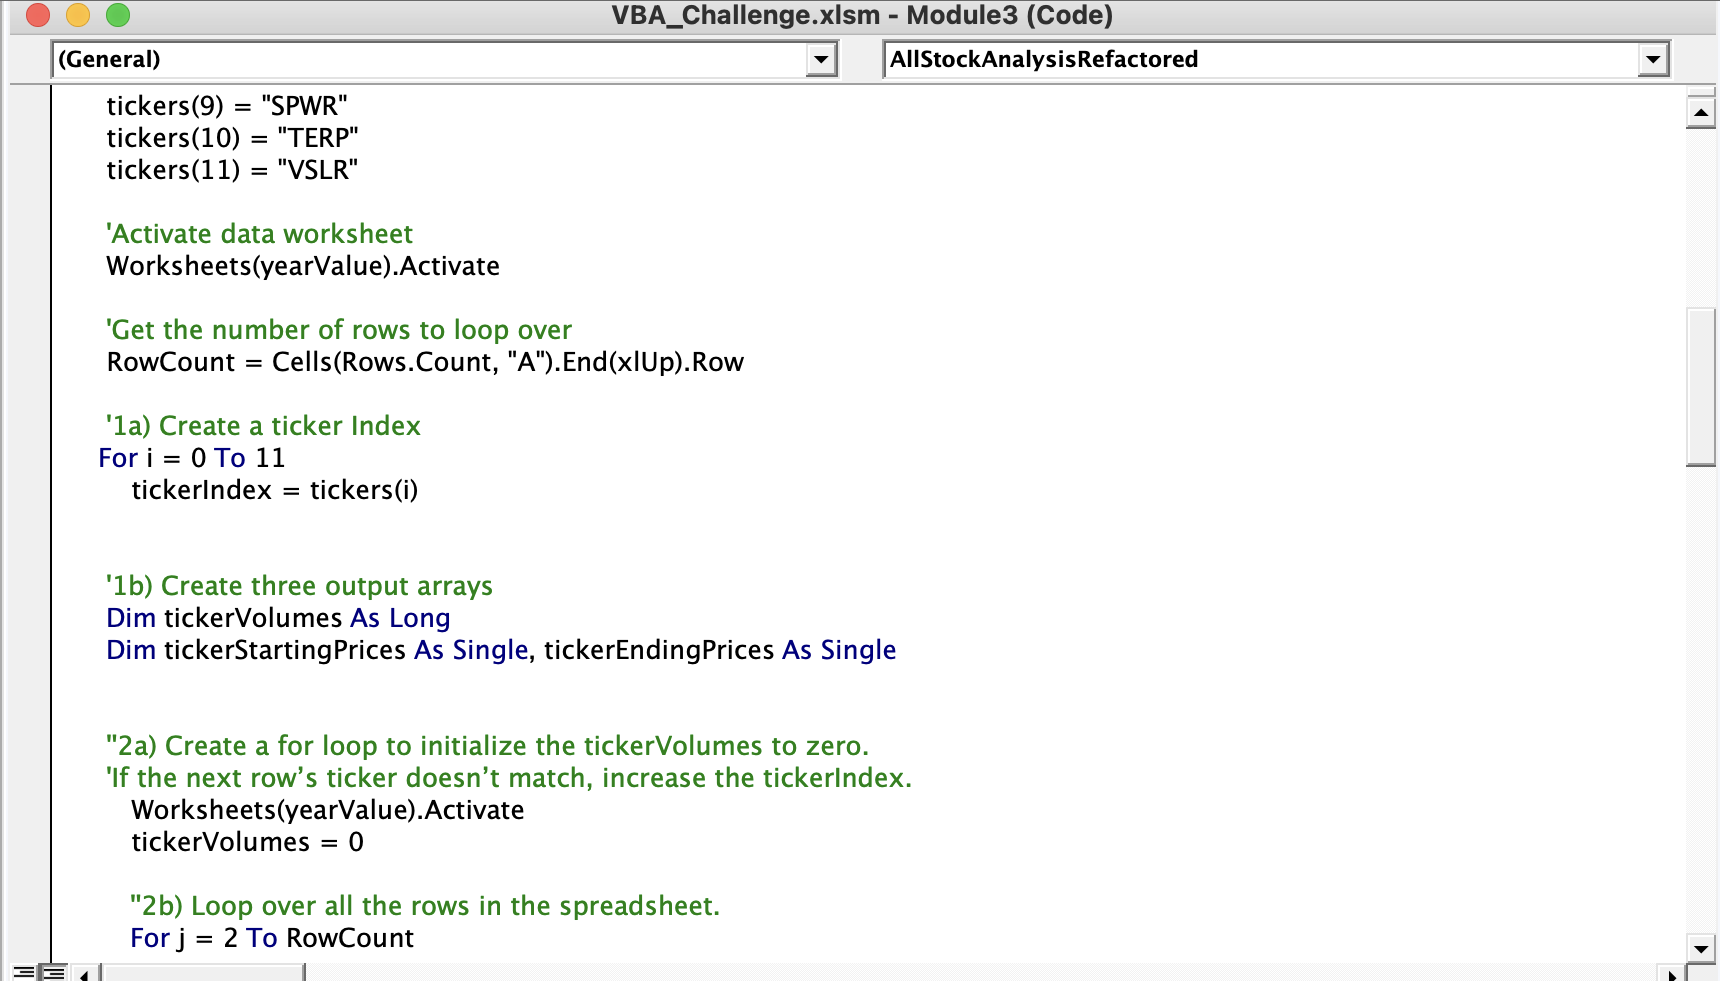 VBA_Challenge.xlsm - Module3 (Code)
(General)
AllStockAnalysisRefactored
tickers(9) = "SPWR"
tickers(10) = "TERP"
tickers(11) = "VSLR"
'Activate data worksheet
Worksheets(yearValue).Activate
'Get the number of rows to loop over
RowCount = Cells(Rows.Count, "A").End(xlUp).Row
'1a) Create a ticker Index
For i = 0 To 11
tickerIndex = tickers(i)
'1b) Create three output arrays
Dim tickerVolumes As Long
Dim tickerStartingPrices As Single, tickerEndingPrices As Single
''2a) Create a for loop to initialize the tickerVolumes to zero.
'If the next row’s ticker doesn’t match, increase the tickerIndex.
Worksheets(yearValue).Activate
tickerVolumes = 0
''2b) Loop over all the rows in the spreadsheet.
For j = 2 To RowCount